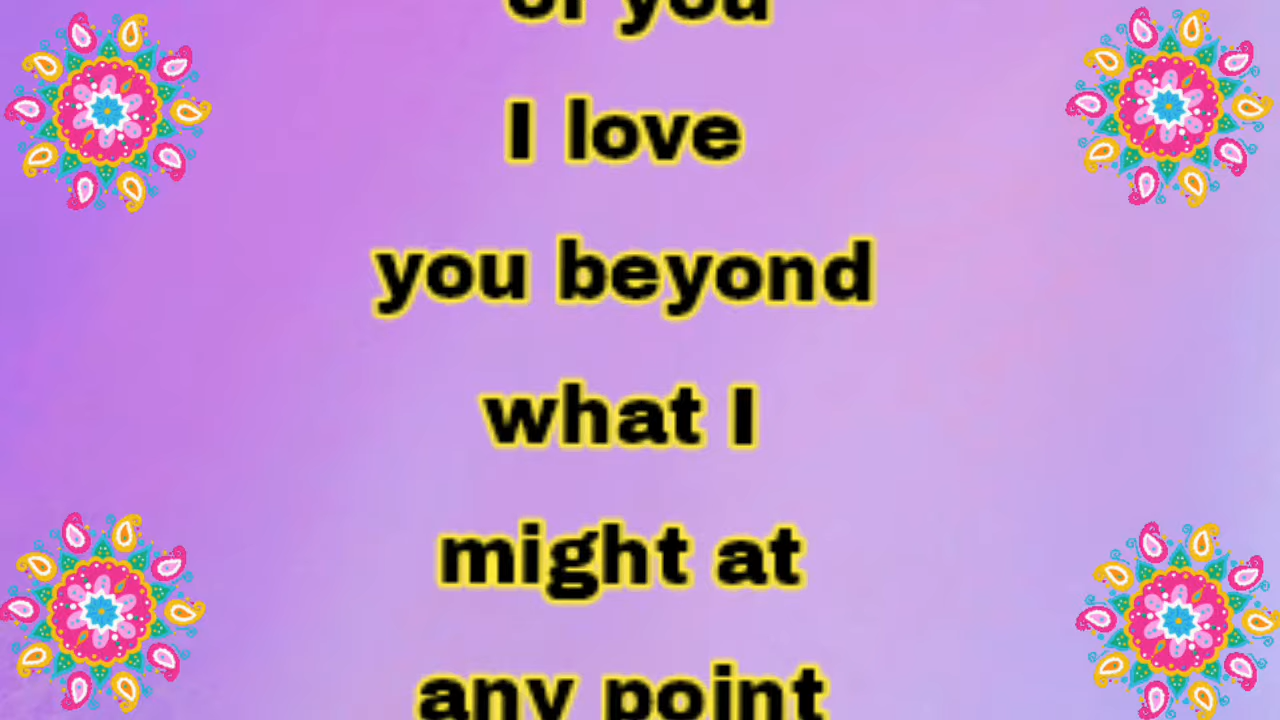 of you
I love
you beyond
what I
might at
any point